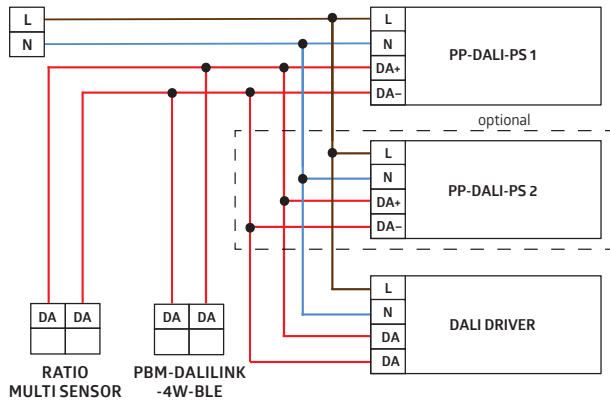 L
N
L
N
DA+
DA–
PP-DALI-PS 1
optional
L
N
DA+
DA–
PP-DALI-PS 2
L
N
DA
DA
DALI DRIVER
DA DA
RATIO
MULTI SENSOR
DA DA
PBM-DALILINK
-4W-BLE